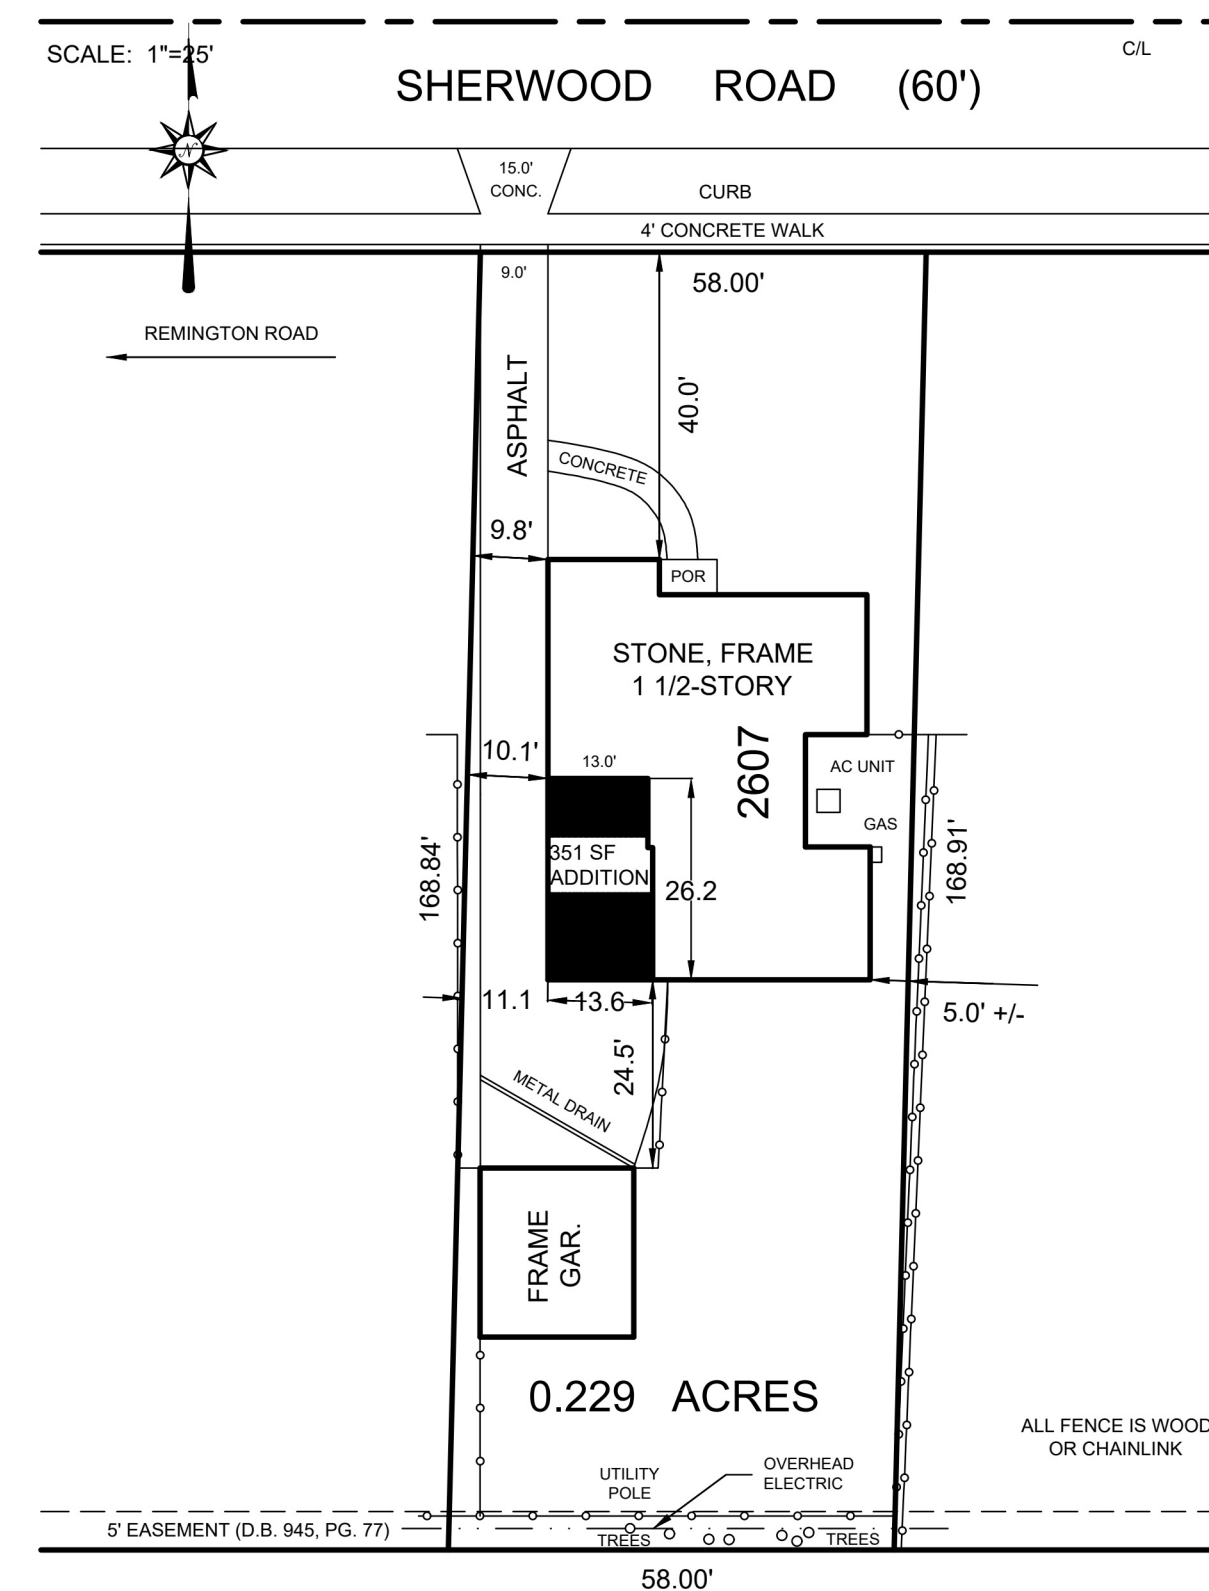 SCALE: 1"=25'
C/L
SHERWOOD ROAD (60')
N
15.0'
CONC.
CURB
4' CONCRETE WALK
9.0'
58.00'
REMINGTON ROAD
ASPHALT
40.0'
CONCRETE
9.8'
POR
STONE, FRAME
1 1/2-STORY
2607
10.1'
13.0'
AC UNIT
GAS
168.84'
351 SF
ADDITION
26.2
168.91'
11.1
13.6
5.0' +/-
24.5'
METAL DRAIN
FRAME
GAR.
0.229 ACRES
ALL FENCE IS WOOD
OR CHAINLINK
UTILITY
POLE
OVERHEAD
ELECTRIC
5' EASEMENT (D.B. 945, PG. 77)
TREES
TREES
58.00'